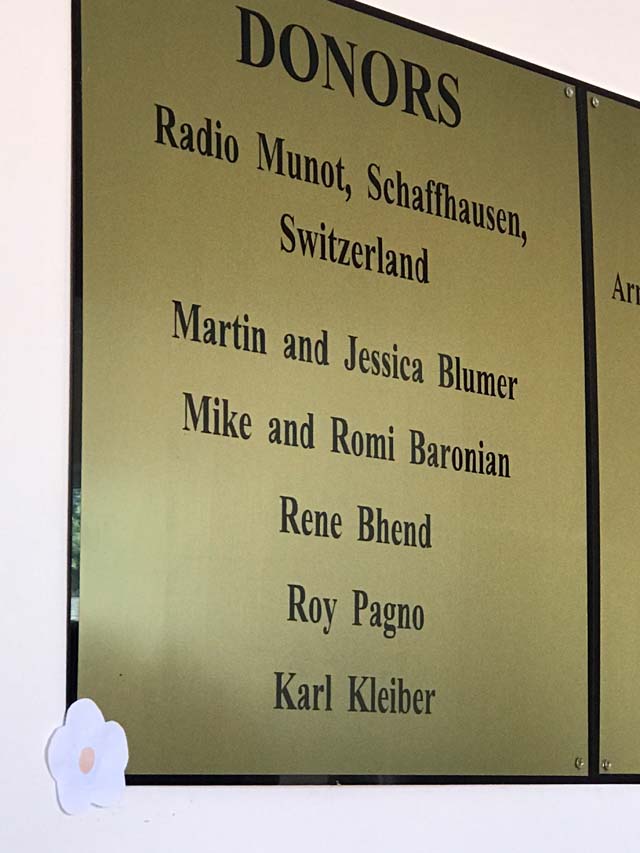 DONORS
Radio Munot, Schaffhausen,
Switzerland
Martin and Jessica Blumer
Mike and Romi Baronian
Rene Bhend
Roy Pagno
Karl Kleiber